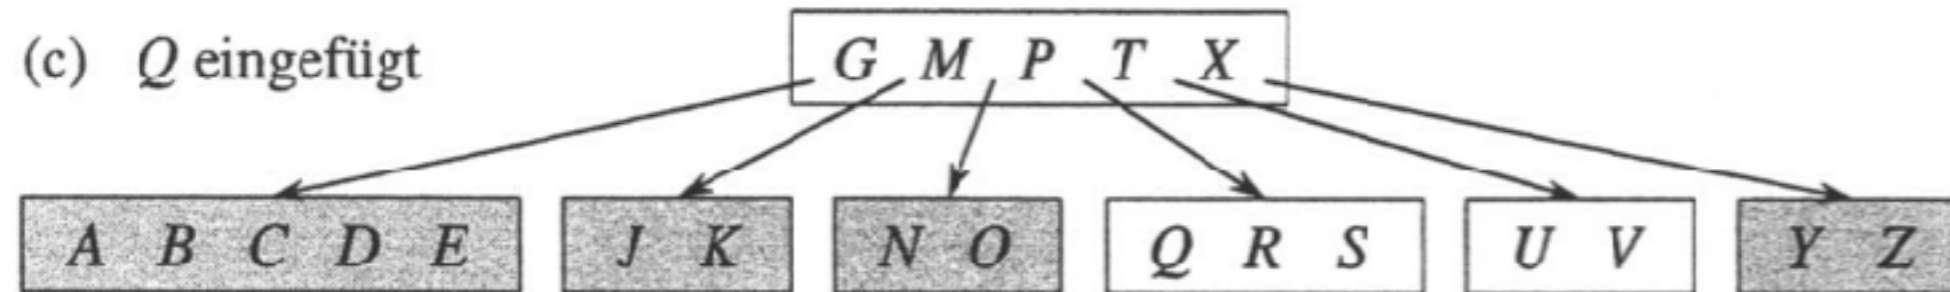 (c) Q eingefügt
G M P T X
A B C D E J K N O Q R S U V Y Z